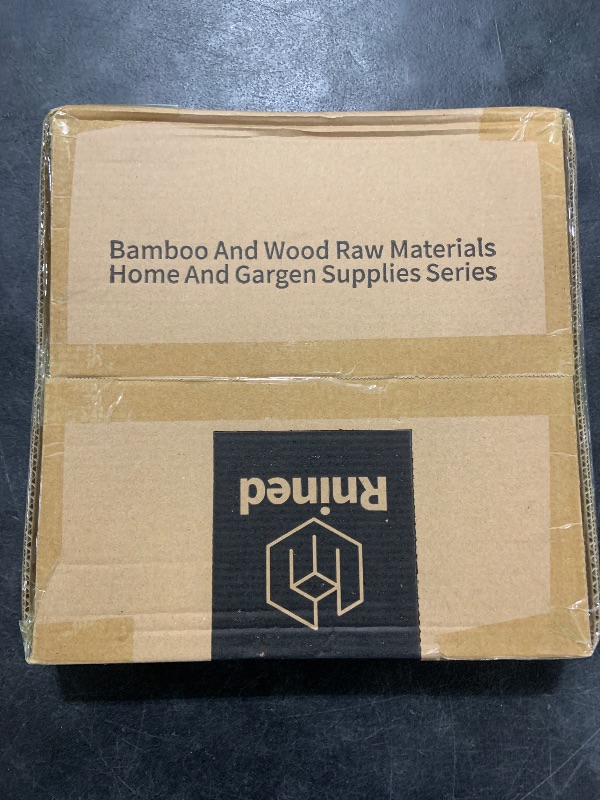 Bamboo And Wood Raw Materials
Home And Gargen Supplies Series
Rnined